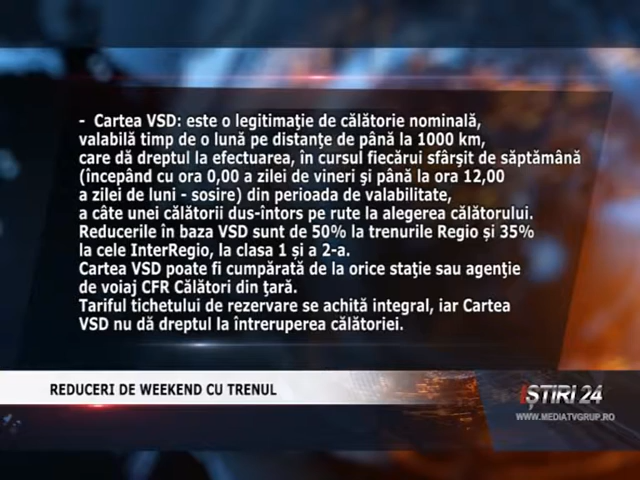 - Cartea VSD: este o legitimaţie de călătorie nominală,
valabilă timp de o lună pe distanţe de până la 1000 km,
care dă dreptul la efectuarea, în cursul fiecărui sfârşit de săptămână
(începând cu ora 0,00 a zilei de vineri şi până la ora 12,00
a zilei de luni - sosire) din perioada de valabilitate,
a câte unei călătorii dus-întors pe rute la alegerea călătorului.
Reducerile în baza VSD sunt de 50% la trenurile Regio și 35%
la cele InterRegio, la clasa 1 și a 2-a.
Cartea VSD poate fi cumpărată de la orice staţie sau agenţie
de voiaj CFR Călători din ţară.
Tariful tichetului de rezervare se achită integral, iar Cartea
VSD nu dă dreptul la întreruperea călătoriei.
REDUCERI DE WEEKEND CU TRENUL
ȘTIRI 24
WWW.MEDIATVGRUP.RO